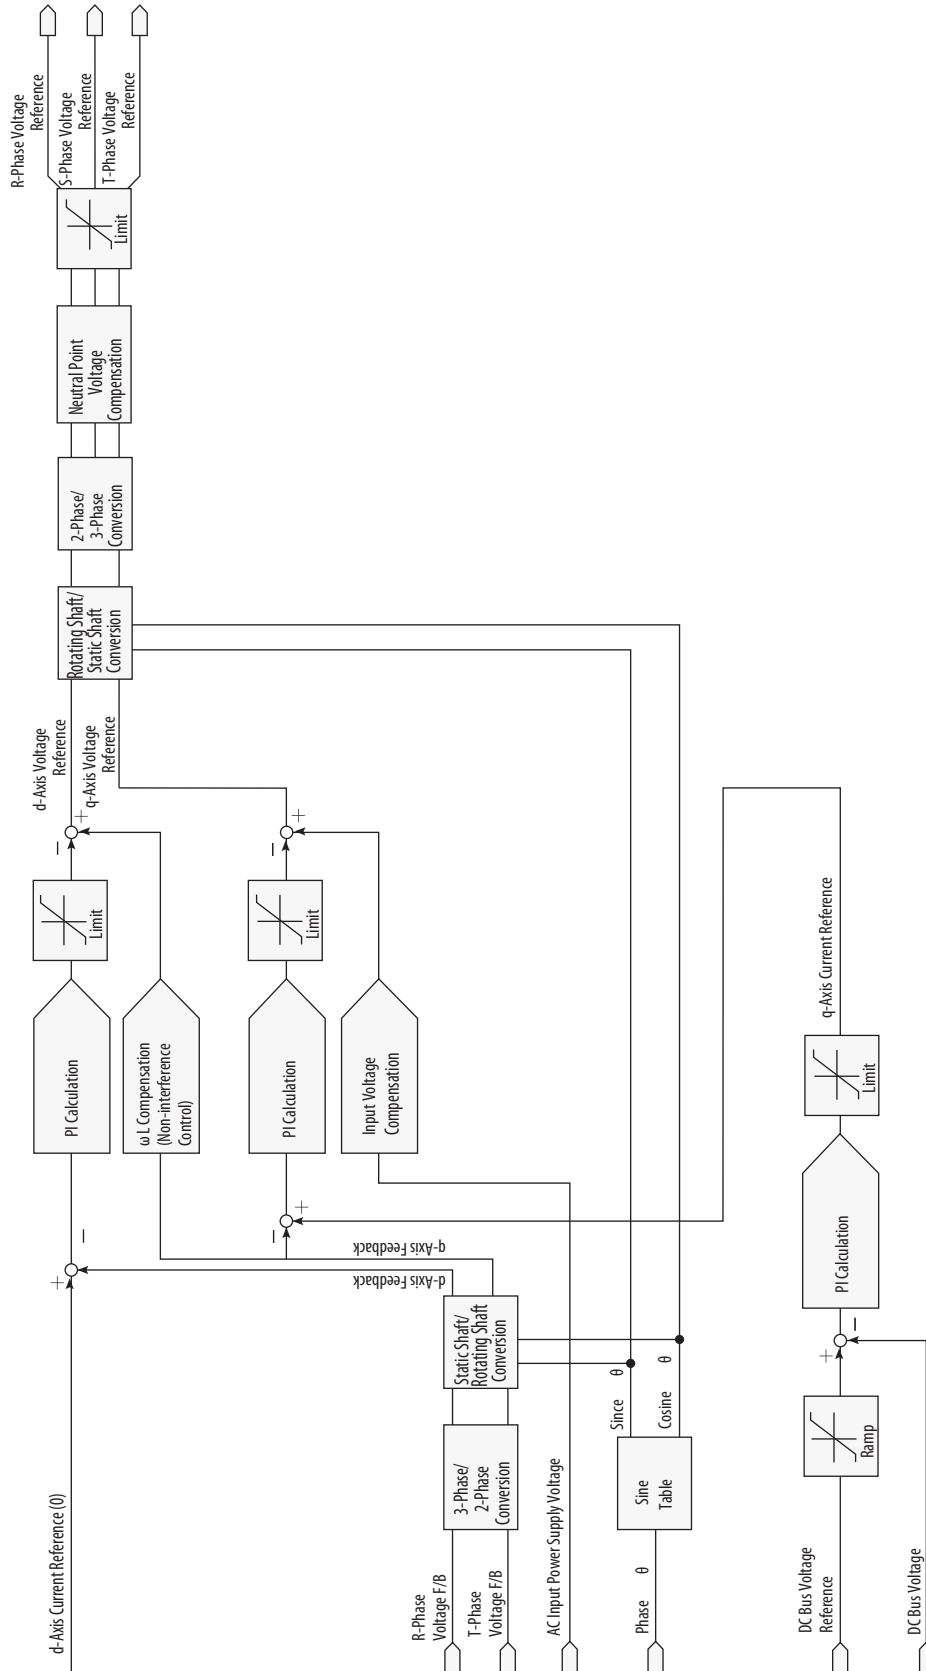 d-Axis Current Reference (0)
R-Phase
Voltage F/B
T-Phase
Voltage F/B
AC Input Power Supply Voltage
Phase θ
DC Bus Voltage
Reference
DC Bus Voltage
3-Phase/
2-Phase
Conversion
Sine
Table
Since θ
Cosine θ
Ramp
+
–
Static Shaft/
Rotating Shaft
Conversion
d-Axis Feedback
q-Axis Feedback
+
–
–
+
PI Calculation
ω L Compensation
(Non-interference
Control)
PI Calculation
Input Voltage
Compensation
PI Calculation
Limit
Limit
Limit
q-Axis Current Reference
–
+
–
+
d-Axis Voltage
Reference
q-Axis Voltage
Reference
Rotating Shaft/
Static Shaft
Conversion
2-Phase/
3-Phase
Conversion
Neutral Point
Voltage
Compensation
Limit
R-Phase Voltage
Reference
S-Phase Voltage
Reference
T-Phase Voltage
Reference